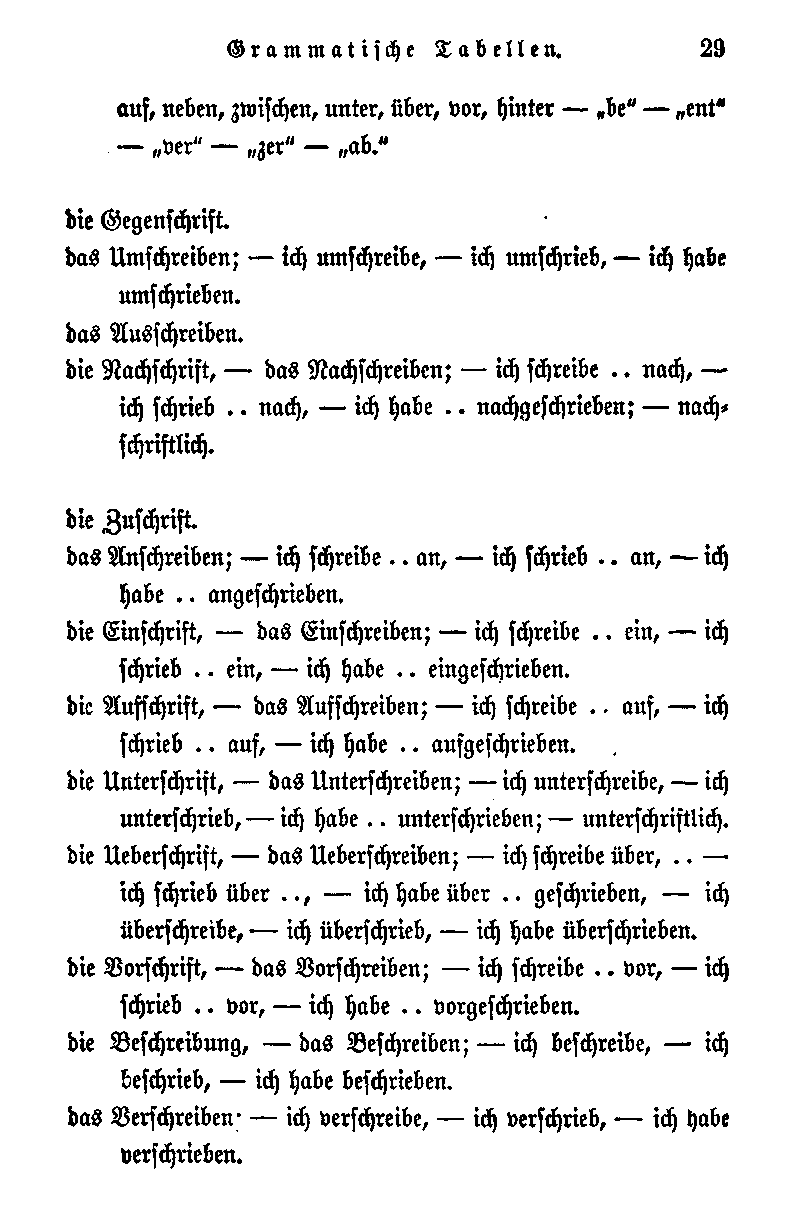 Grammatische Tabellen. 29
auf, neben, zwischen, unter, über, vor, hinter — „be“ — „ent“
— „ver“ — „zer“ — „ab.“
die Gegenschrift.
das Umschreiben; — ich umschreibe, — ich umschrieb, — ich habe
umschrieben.
das Ausschreiben.
die Nachschrift, — das Nachschreiben; — ich schreibe .. nach, —
ich schrieb .. nach, — ich habe .. nachgeschrieben; — nach-
schriftlich.
die Zuschrift.
das Anschreiben; — ich schreibe .. an, — ich schrieb .. an, — ich
habe .. angeschrieben.
die Einschrift, — das Einschreiben; — ich schreibe .. ein, — ich
schrieb .. ein, — ich habe .. eingeschrieben.
die Aufschrift, — das Aufschreiben; — ich schreibe .. auf, — ich
schrieb .. auf, — ich habe .. aufgeschrieben.
die Unterschrift, — das Unterschreiben; — ich unterschreibe, — ich
unterschrieb, — ich habe .. unterschrieben; — unterschriftlich.
die Ueberschrift, — das Ueberschreiben; — ich schreibe über, .. —
ich schrieb über .., — ich habe über .. geschrieben, — ich
überschreibe, — ich überschrieb, — ich habe überschrieben.
die Vorschrift, — das Vorschreiben; — ich schreibe .. vor, — ich
schrieb .. vor, — ich habe .. vorgeschrieben.
die Beschreibung, — das Beschreiben; — ich beschreibe, — ich
beschrieb, — ich habe beschrieben.
das Verschreiben; — ich verschreibe, — ich verschrieb, — ich habe
verschrieben.